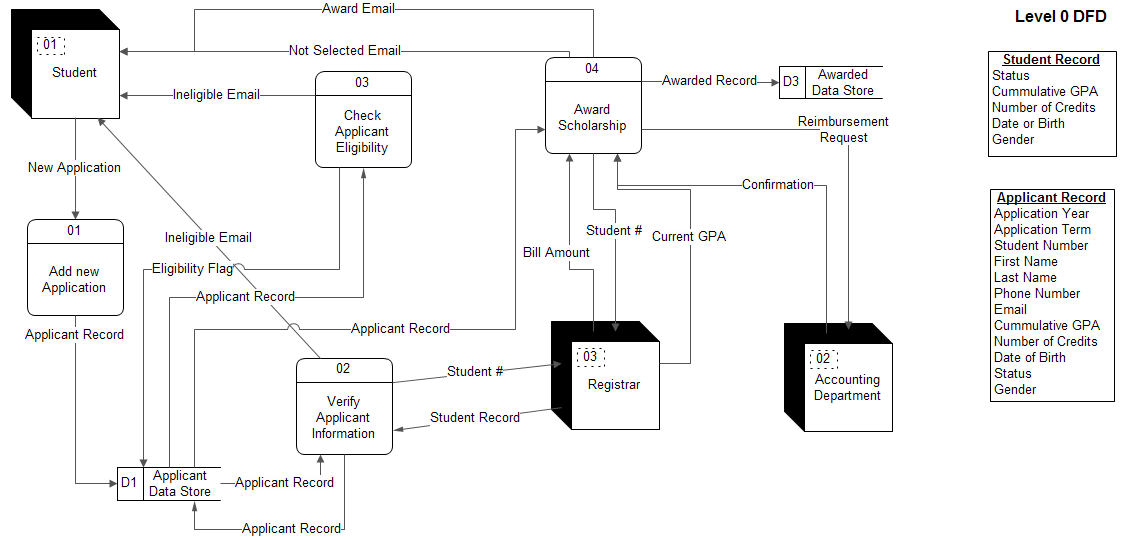 Award Email
Level 0 DFD
01
Student
Not Selected Email
04
Award
Scholarship
Awarded Record
D3
Awarded
Data Store
Student Record
Status
Cummulative GPA
Number of Credits
Date or Birth
Gender
03
Check
Applicant
Eligibility
Ineligible Email
Reimbursement
Request
New Application
Confirmation
Applicant Record
Application Year
Application Term
Student Number
First Name
Last Name
Phone Number
Email
Cummulative GPA
Number of Credits
Date of Birth
Status
Gender
01
Add new
Application
Ineligible Email
Student #
Current GPA
Bill Amount
Eligibility Flag
Applicant Record
Applicant Record
Applicant Record
02
Verify
Applicant
Information
Student #
Student Record
03
Registrar
02
Accounting
Department
D1
Applicant
Data Store
Applicant Record
Applicant Record